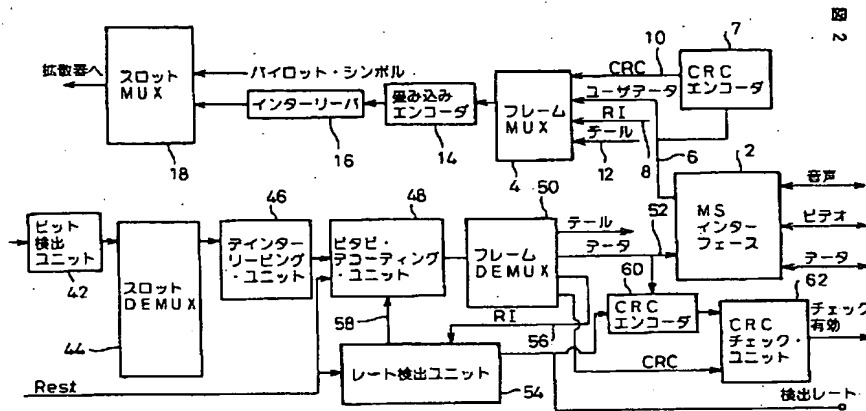 図 2
10
7
CRC
CRC
エンコーダ
ユーザデータ
RI
テール
8
12
6
拡散器へ
スロット
MUX
18
パイロット・シンボル
インターリーバ
16
畳み込み
エンコーダ
14
フレーム
MUX
4
2
MS
インター
フェース
音声
ビデオ
データ
ビット
検出
ユニット
42
スロット
DEMUX
44
46
デインター
リービング
・ユニット
48
ビタビ・
デコーディング
・ユニット
50
フレーム
DEMUX
テール
データ
52
60
CRC
エンコーダ
62
CRC
チェック・
ユニット
チェック
有効
58
RI
56
CRC
レート検出ユニット
54
Rest
検出レート